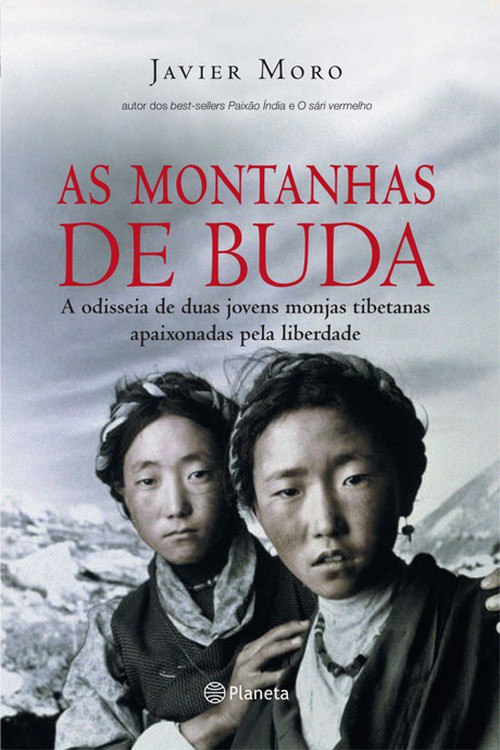 JAVIER MORO
autor dos best-sellers Paixão Índia e O sári vermelho
AS MONTANHAS
DE BUDA
A odisseia de duas jovens monjas tibetanas
apaixonadas pela liberdade
Planeta